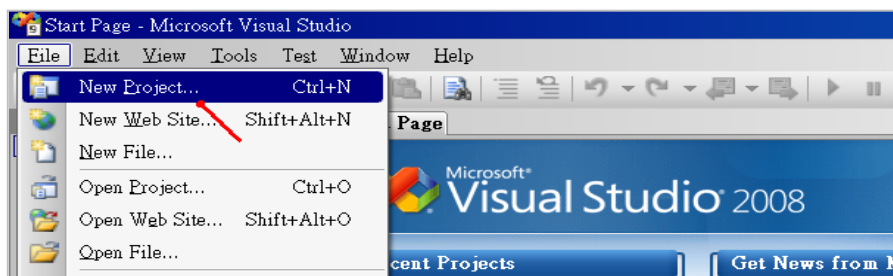 Start Page - Microsoft Visual Studio
File Edit View Tools Test Window Help
New Project... Ctrl+N
New Web Site... Shift+Alt+N
Page
New File...
Open Project... Ctrl+O
Microsoft
Visual Studio 2008
Open Web Site... Shift+Alt+O
Open File...
cent Projects
Get News from